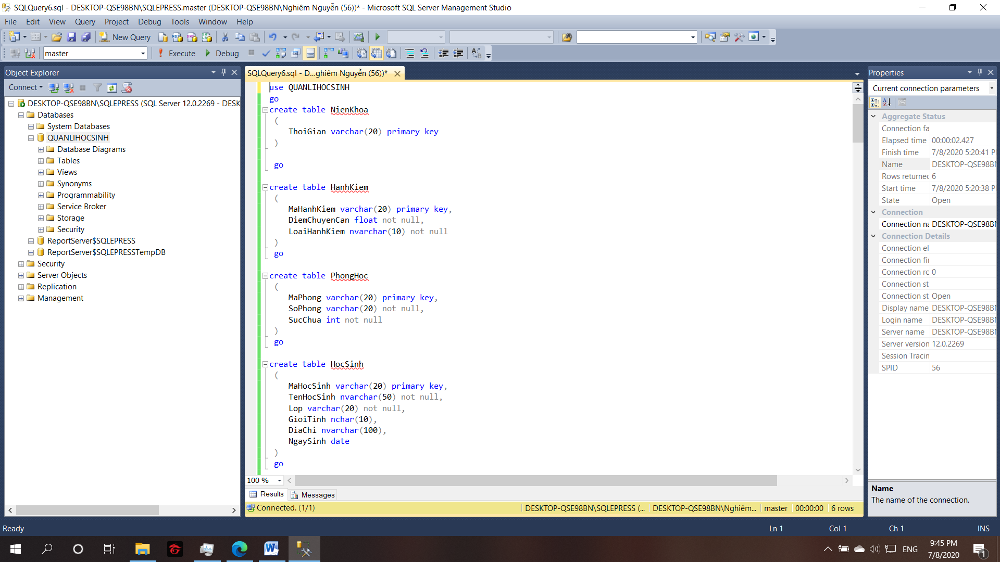 SQLQuery6.sql - DESKTOP-QSE98BN\SQLEPRESS.master (DESKTOP-QSE98BN\Nghiêm Nguyễn (56))* - Microsoft SQL Server Management Studio
File Edit View Query Project Debug Tools Window Help
New Query
master Execute Debug
Object Explorer
Connect
DESKTOP-QSE98BN\SQLEPRESS (SQL Server 12.0.2269 - DESK
Databases
System Databases
QUANLIHOCSINH
Database Diagrams
Tables
Views
Synonyms
Programmability
Service Broker
Storage
Security
ReportServer$SQLEPRESS
ReportServer$SQLEPRESSTempDB
Security
Server Objects
Replication
Management
SQLQuery6.sql - D...ghiêm Nguyễn (56))*
use QUANLIHOCSINH
go
create table NienKhoa
(
ThoiGian varchar(20) primary key
)
go
create table HanhKiem
(
MaHanhKiem varchar(20) primary key,
DiemChuyenCan float not null,
LoaiHanhKiem nvarchar(10) not null
)
go
create table PhongHoc
(
MaPhong varchar(20) primary key,
SoPhong varchar(20) not null,
SucChua int not null
)
go
create table HocSinh
(
MaHocSinh varchar(20) primary key,
TenHocSinh nvarchar(50) not null,
Lop varchar(20) not null,
GioiTinh nchar(10),
DiaChi nvarchar(100),
NgaySinh date
)
go
100 %
Results Messages
Connected. (1/1) DESKTOP-QSE98BN\SQLEPRESS (... DESKTOP-QSE98BN\Nghiêm... master 00:00:00 6 rows
Properties
Current connection parameters
Aggregate Status
Connection fa
Elapsed time 00:00:02.427
Finish time 7/8/2020 5:20:41 P
Name DESKTOP-QSE98BN
Rows returned 6
Start time 7/8/2020 5:20:38 P
State Open
Connection
Connection na DESKTOP-QSE98BN
Connection Details
Connection el
Connection fir
Connection ro 0
Connection st
Connection st Open
Display name DESKTOP-QSE98BN
Login name DESKTOP-QSE98BN
Server name DESKTOP-QSE98BN
Server version 12.0.2269
Session Tracin
SPID 56
Name
The name of the connection.
Ready Ln 1 Col 1 Ch 1 INS
ENG 9:45 PM
7/8/2020
1